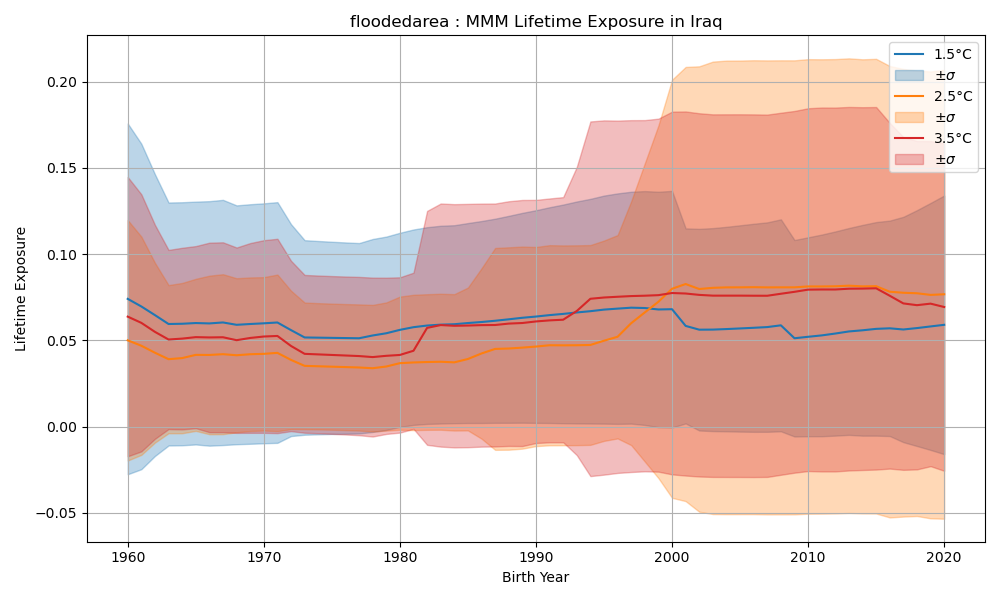 floodedarea : MMM Lifetime Exposure in Iraq
Lifetime Exposure
0.20
0.15
0.10
0.05
0.00
−0.05
1960
1970
1980
1990
2000
2010
2020
Birth Year
1.5°C
±σ
2.5°C
±σ
3.5°C
±σ